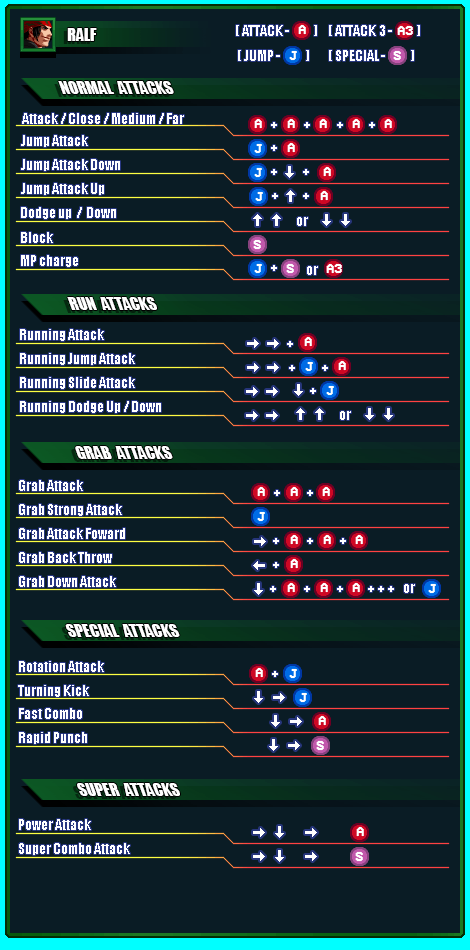 RALF
[ ATTACK - A ] [ ATTACK 3 - A3 ]
[ JUMP - J ] [ SPECIAL - S ]
NORMAL ATTACKS
Attack / Close / Medium / Far A + A + A + A + A
Jump Attack J + A
Jump Attack Down J + ↓ + A
Jump Attack Up J + ↑ + A
Dodge up / Down ↑ ↑ or ↓ ↓
Block S
MP charge J + S or A3
RUN ATTACKS
Running Attack → → + A
Running Jump Attack → → + J + A
Running Slide Attack → → ↓ + J
Running Dodge Up / Down → → ↑ ↑ or ↓ ↓
GRAB ATTACKS
Grab Attack A + A + A
Grab Strong Attack J
Grab Attack Foward → + A + A + A
Grab Back Throw ← + A
Grab Down Attack ↓ + A + A + A + + + or J
SPECIAL ATTACKS
Rotation Attack A + J
Turning Kick ↓ → J
Fast Combo ↓ → A
Rapid Punch ↓ → S
SUPER ATTACKS
Power Attack → ↓ → A
Super Combo Attack → ↓ → S